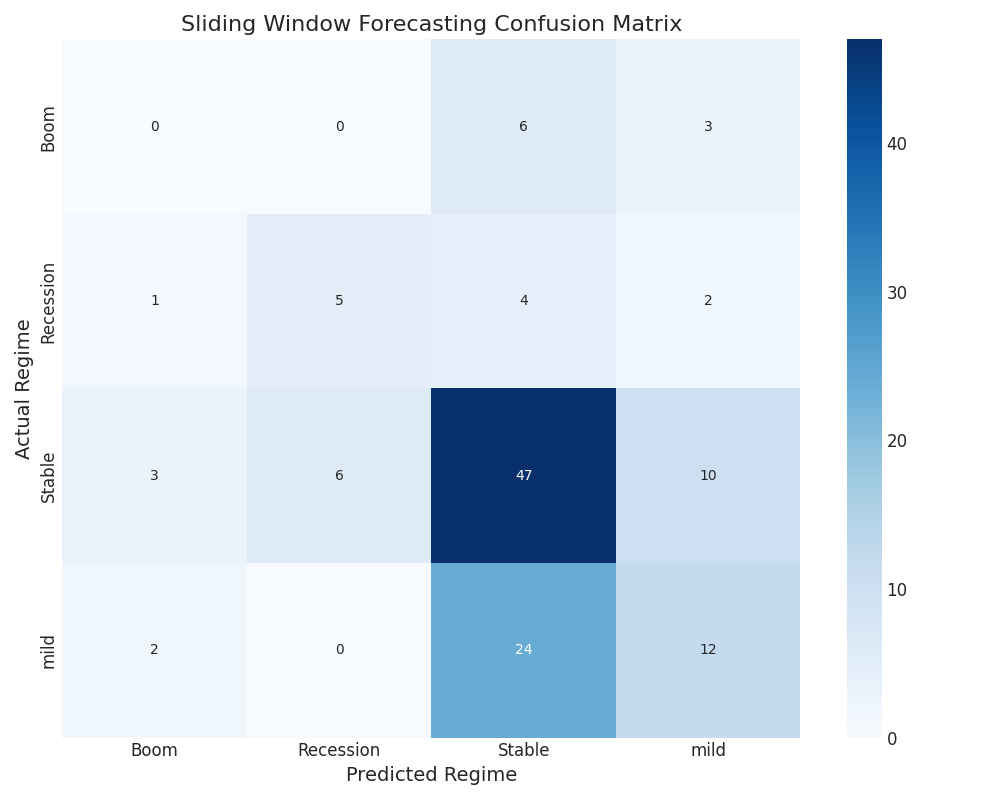 Sliding Window Forecasting Confusion Matrix
Actual Regime
Boom
0 0 6 3
Recession
1 5 4 2
Stable
3 6 47 10
mild
2 0 24 12
Boom Recession Stable mild
Predicted Regime
40
30
20
10
0